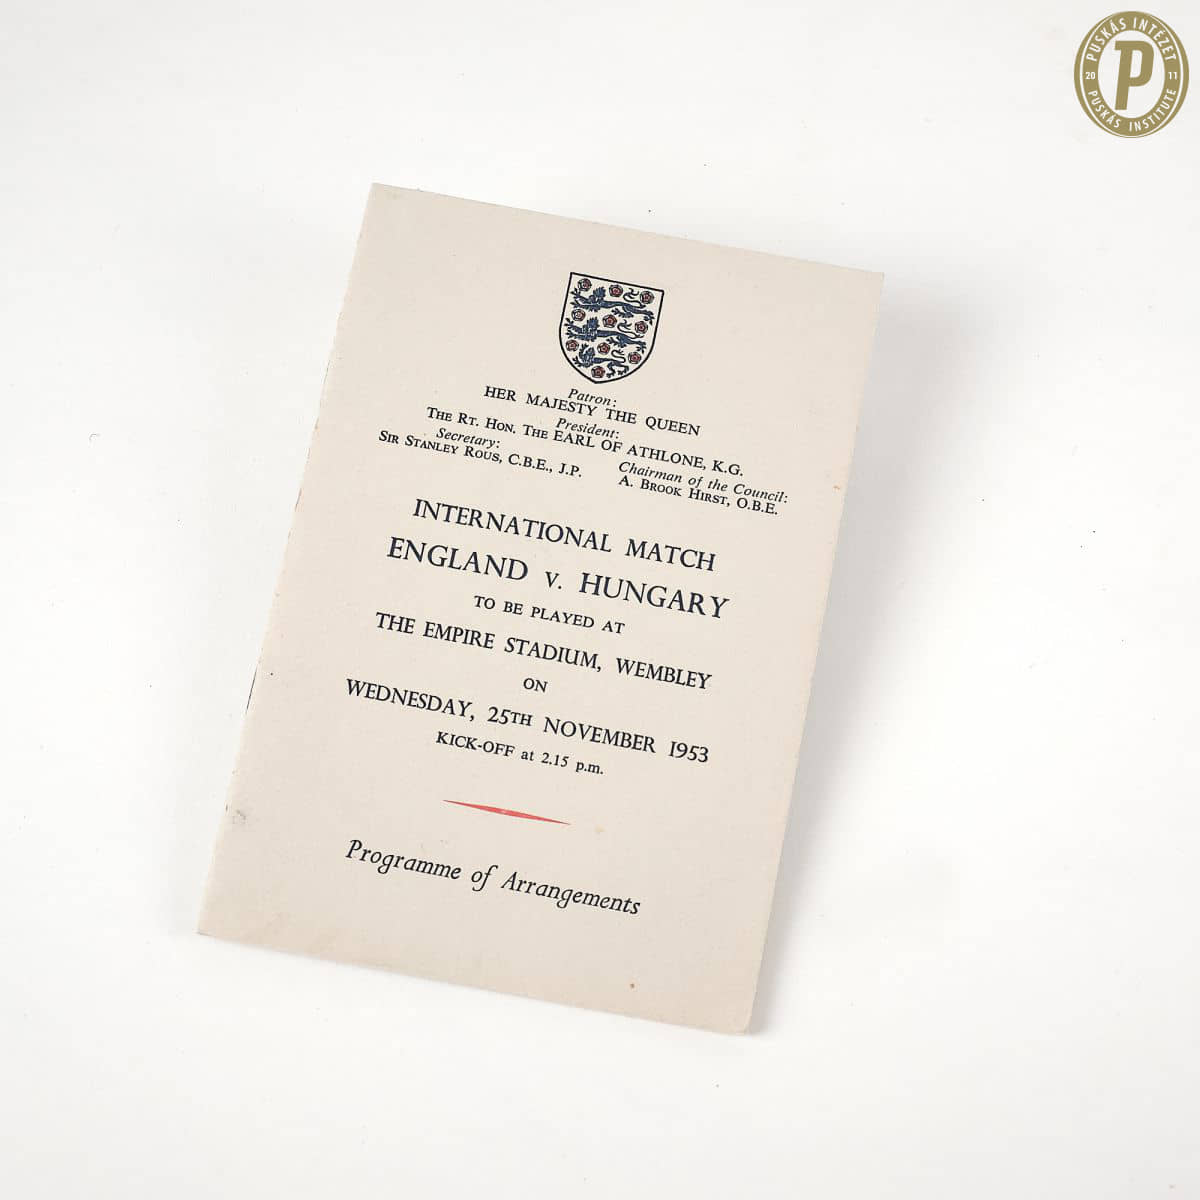 PUSKÁS INTÉZET
20 11
P
PUSKÁS INSTITUTE
Patron:
HER MAJESTY THE QUEEN
President:
THE RT. HON. THE EARL OF ATHLONE, K.G.
Secretary:
SIR STANLEY ROUS, C.B.E., J.P.
Chairman of the Council:
A. BROOK HIRST, O.B.E.
INTERNATIONAL MATCH
ENGLAND v. HUNGARY
TO BE PLAYED AT
THE EMPIRE STADIUM, WEMBLEY
ON
WEDNESDAY, 25TH NOVEMBER 1953
KICK-OFF at 2.15 p.m.
Programme of Arrangements